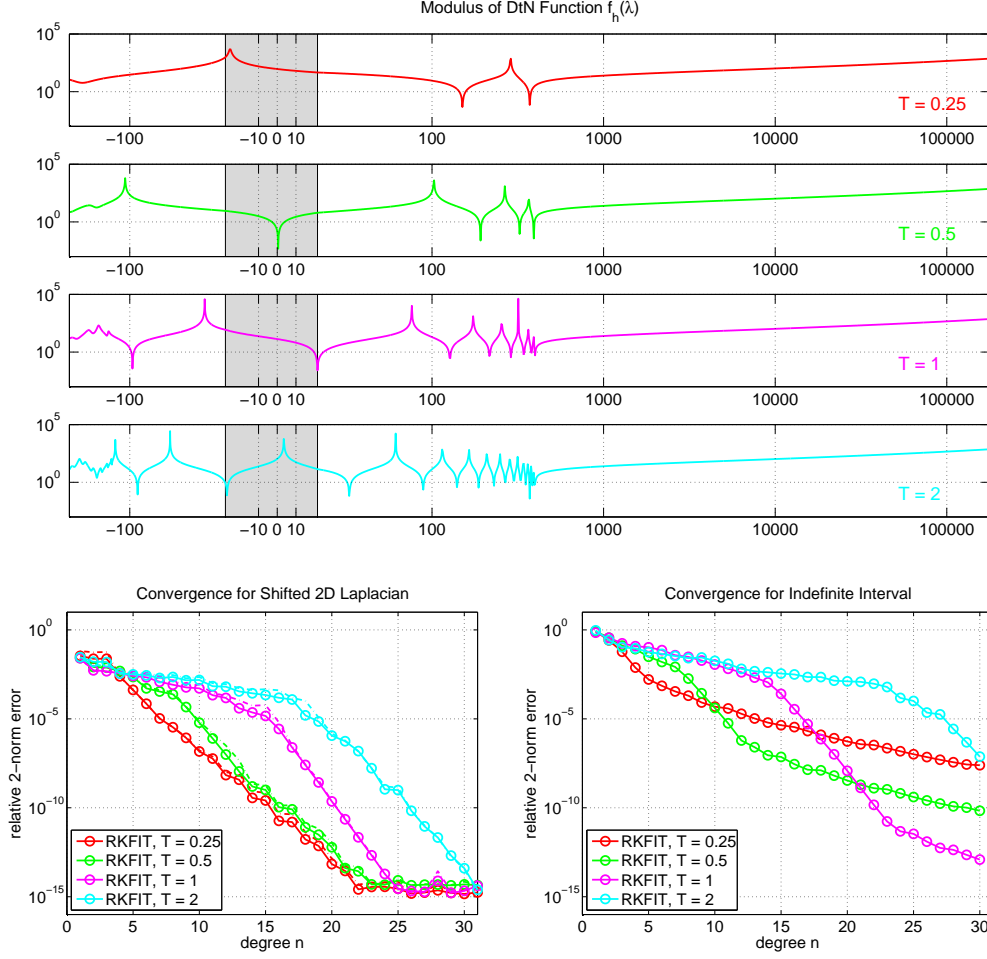 Modulus of DtN Function f_h(λ)
10^5
10^0
T = 0.25
−100 −10 0 10 100 1000 10000 100000
10^5
10^0
T = 0.5
−100 −10 0 10 100 1000 10000 100000
10^5
10^0
T = 1
−100 −10 0 10 100 1000 10000 100000
10^5
10^0
T = 2
−100 −10 0 10 100 1000 10000 100000
Convergence for Shifted 2D Laplacian
relative 2−norm error
10^0
10^−5
10^−10
10^−15
RKFIT, T = 0.25
RKFIT, T = 0.5
RKFIT, T = 1
RKFIT, T = 2
0 5 10 15 20 25 30
degree n
Convergence for Indefinite Interval
relative 2−norm error
10^0
10^−5
10^−10
10^−15
RKFIT, T = 0.25
RKFIT, T = 0.5
RKFIT, T = 1
RKFIT, T = 2
0 5 10 15 20 25 30
degree n